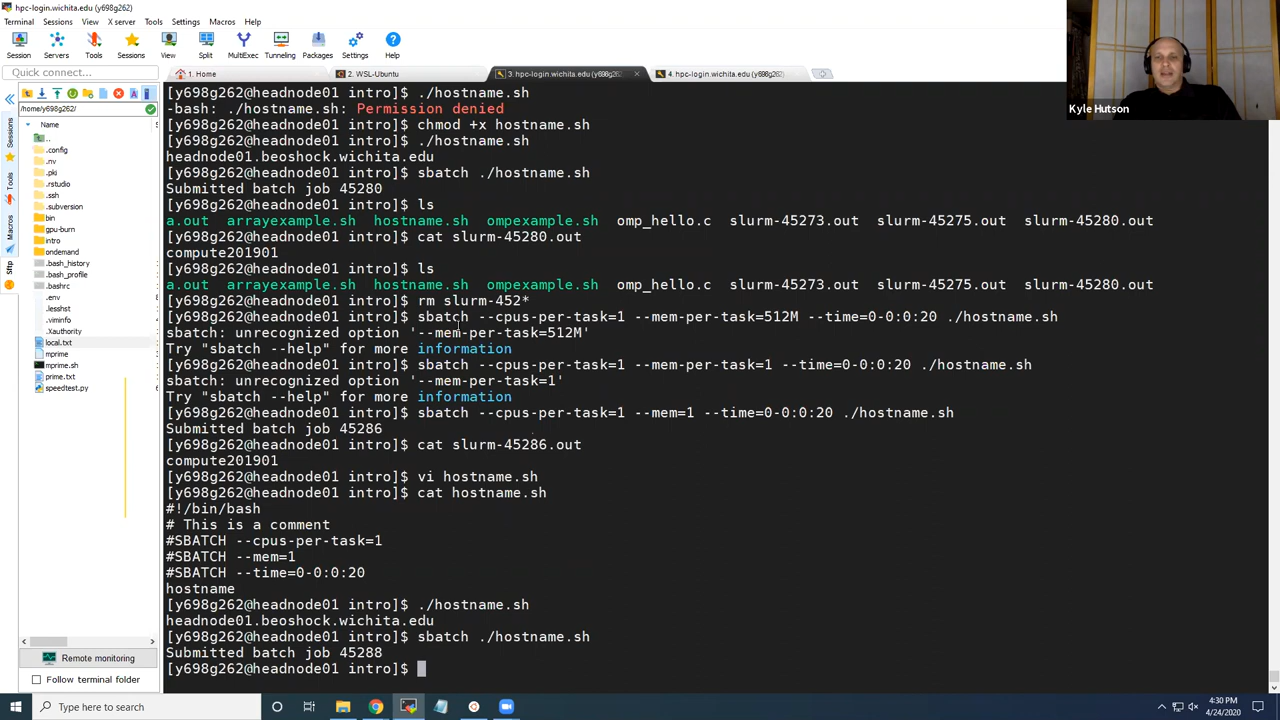 hpc-login.wichita.edu (y698g262)
Terminal Sessions View X server Tools Settings Macros Help
Session Servers Tools Sessions View Split MultiExec Tunneling Packages Settings Help
Quick connect...
1. Home
2. WSL-Ubuntu
3. hpc-login.wichita.edu (y698g262)
4. hpc-login.wichita.edu (y698g262)
/home/y698g262/
Name
..
.config
.nv
.pki
.rstudio
.ssh
.subversion
bin
gpu-burn
intro
ondemand
.bash_history
.bash_profile
.bashrc
.env
.lesshst
.viminfo
.Xauthority
local.txt
mprime
mprime.sh
prime.txt
speedtest.py
Sessions
Tools
Macros
Sftp
Remote monitoring
Follow terminal folder
[y698g262@headnode01 intro]$ ./hostname.sh
-bash: ./hostname.sh: Permission denied
[y698g262@headnode01 intro]$ chmod +x hostname.sh
[y698g262@headnode01 intro]$ ./hostname.sh
headnode01.beoshock.wichita.edu
[y698g262@headnode01 intro]$ sbatch ./hostname.sh
Submitted batch job 45280
[y698g262@headnode01 intro]$ ls
a.out arrayexample.sh hostname.sh ompexample.sh omp_hello.c slurm-45273.out slurm-45275.out slurm-45280.out
[y698g262@headnode01 intro]$ cat slurm-45280.out
compute201901
[y698g262@headnode01 intro]$ ls
a.out arrayexample.sh hostname.sh ompexample.sh omp_hello.c slurm-45273.out slurm-45275.out slurm-45280.out
[y698g262@headnode01 intro]$ rm slurm-452*
[y698g262@headnode01 intro]$ sbatch --cpus-per-task=1 --mem-per-task=512M --time=0-0:0:20 ./hostname.sh
sbatch: unrecognized option '--mem-per-task=512M'
Try "sbatch --help" for more information
[y698g262@headnode01 intro]$ sbatch --cpus-per-task=1 --mem-per-task=1 --time=0-0:0:20 ./hostname.sh
sbatch: unrecognized option '--mem-per-task=1'
Try "sbatch --help" for more information
[y698g262@headnode01 intro]$ sbatch --cpus-per-task=1 --mem=1 --time=0-0:0:20 ./hostname.sh
Submitted batch job 45286
[y698g262@headnode01 intro]$ cat slurm-45286.out
compute201901
[y698g262@headnode01 intro]$ vi hostname.sh
[y698g262@headnode01 intro]$ cat hostname.sh
#!/bin/bash
# This is a comment
#SBATCH --cpus-per-task=1
#SBATCH --mem=1
#SBATCH --time=0-0:0:20
hostname
[y698g262@headnode01 intro]$ ./hostname.sh
headnode01.beoshock.wichita.edu
[y698g262@headnode01 intro]$ sbatch ./hostname.sh
Submitted batch job 45288
[y698g262@headnode01 intro]$
Kyle Hutson
Type here to search
4:30 PM
4/24/2020